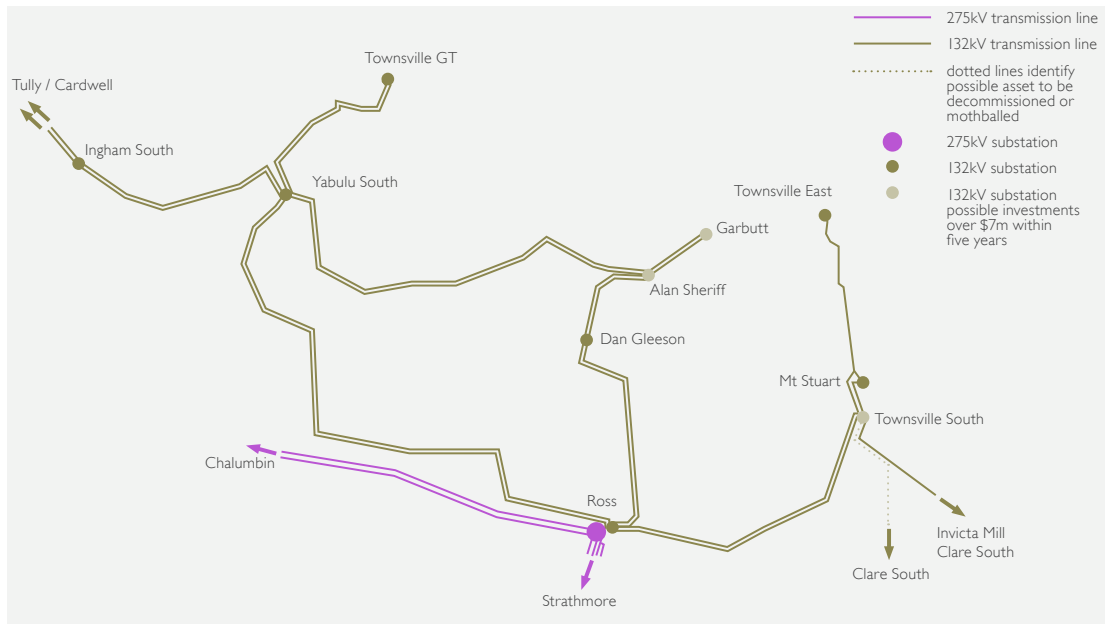 275kV transmission line
132kV transmission line
dotted lines identify
possible asset to be
decommissioned or
mothballed
275kV substation
132kV substation
132kV substation
possible investments
over $7m within
five years
Townsville GT
Tully / Cardwell
Ingham South
Yabulu South
Townsville East
Garbutt
Alan Sheriff
Dan Gleeson
Mt Stuart
Townsville South
Chalumbin
Ross
Invicta Mill
Clare South
Clare South
Strathmore